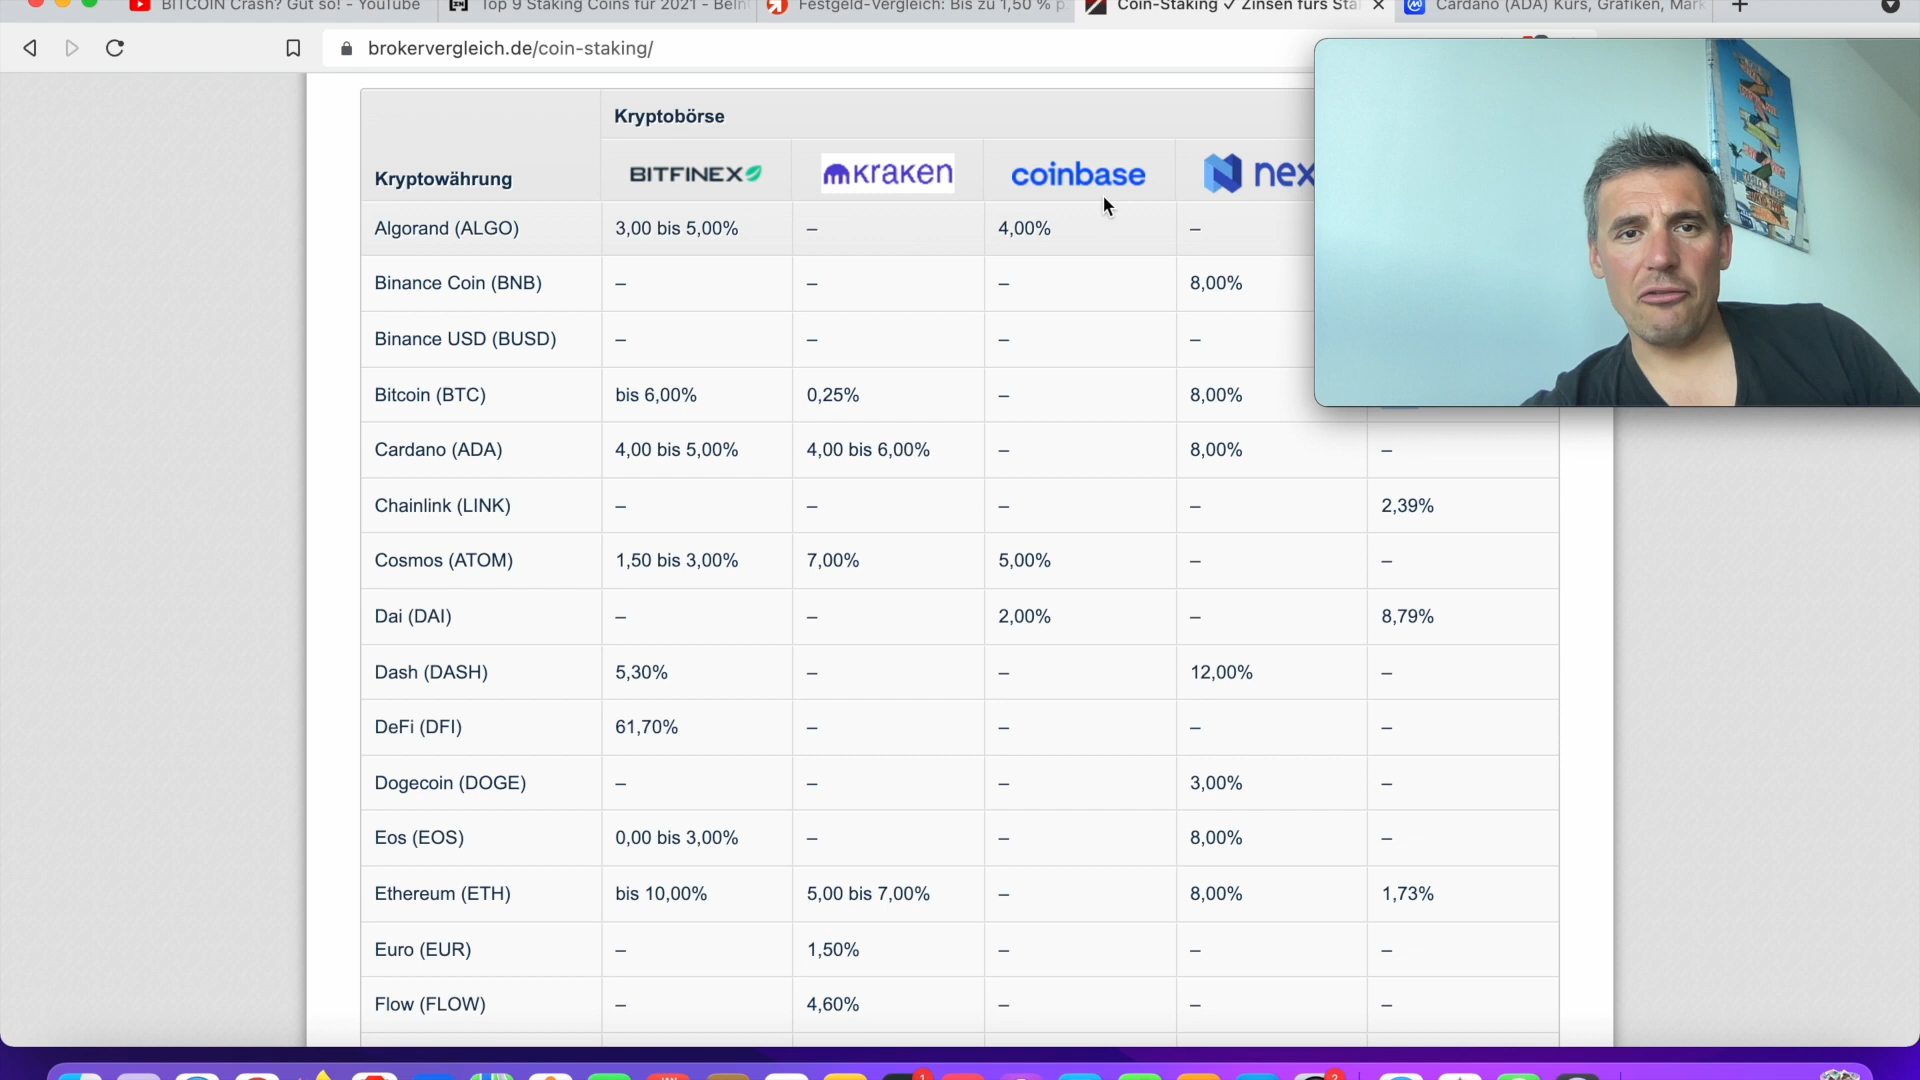 BITCOIN Crash? Gut so! - YouTube
Top 9 Staking Coins für 2021 - BeIn
Festgeld-Vergleich: Bis zu 1,50 % p
Coin-Staking ✓ Zinsen fürs Sta
Cardano (ADA) Kurs, Grafiken, Mark
brokervergleich.de/coin-staking/
Kryptobörse
Kryptowährung BITFINEX kraken coinbase nex
Algorand (ALGO) 3,00 bis 5,00% – 4,00% –
Binance Coin (BNB) – – – 8,00%
Binance USD (BUSD) – – – –
Bitcoin (BTC) bis 6,00% 0,25% – 8,00%
Cardano (ADA) 4,00 bis 5,00% 4,00 bis 6,00% – 8,00% –
Chainlink (LINK) – – – – 2,39%
Cosmos (ATOM) 1,50 bis 3,00% 7,00% 5,00% – –
Dai (DAI) – – 2,00% – 8,79%
Dash (DASH) 5,30% – – 12,00% –
DeFi (DFI) 61,70% – – – –
Dogecoin (DOGE) – – – 3,00% –
Eos (EOS) 0,00 bis 3,00% – – 8,00% –
Ethereum (ETH) bis 10,00% 5,00 bis 7,00% – 8,00% 1,73%
Euro (EUR) – 1,50% – – –
Flow (FLOW) – 4,60% – – –